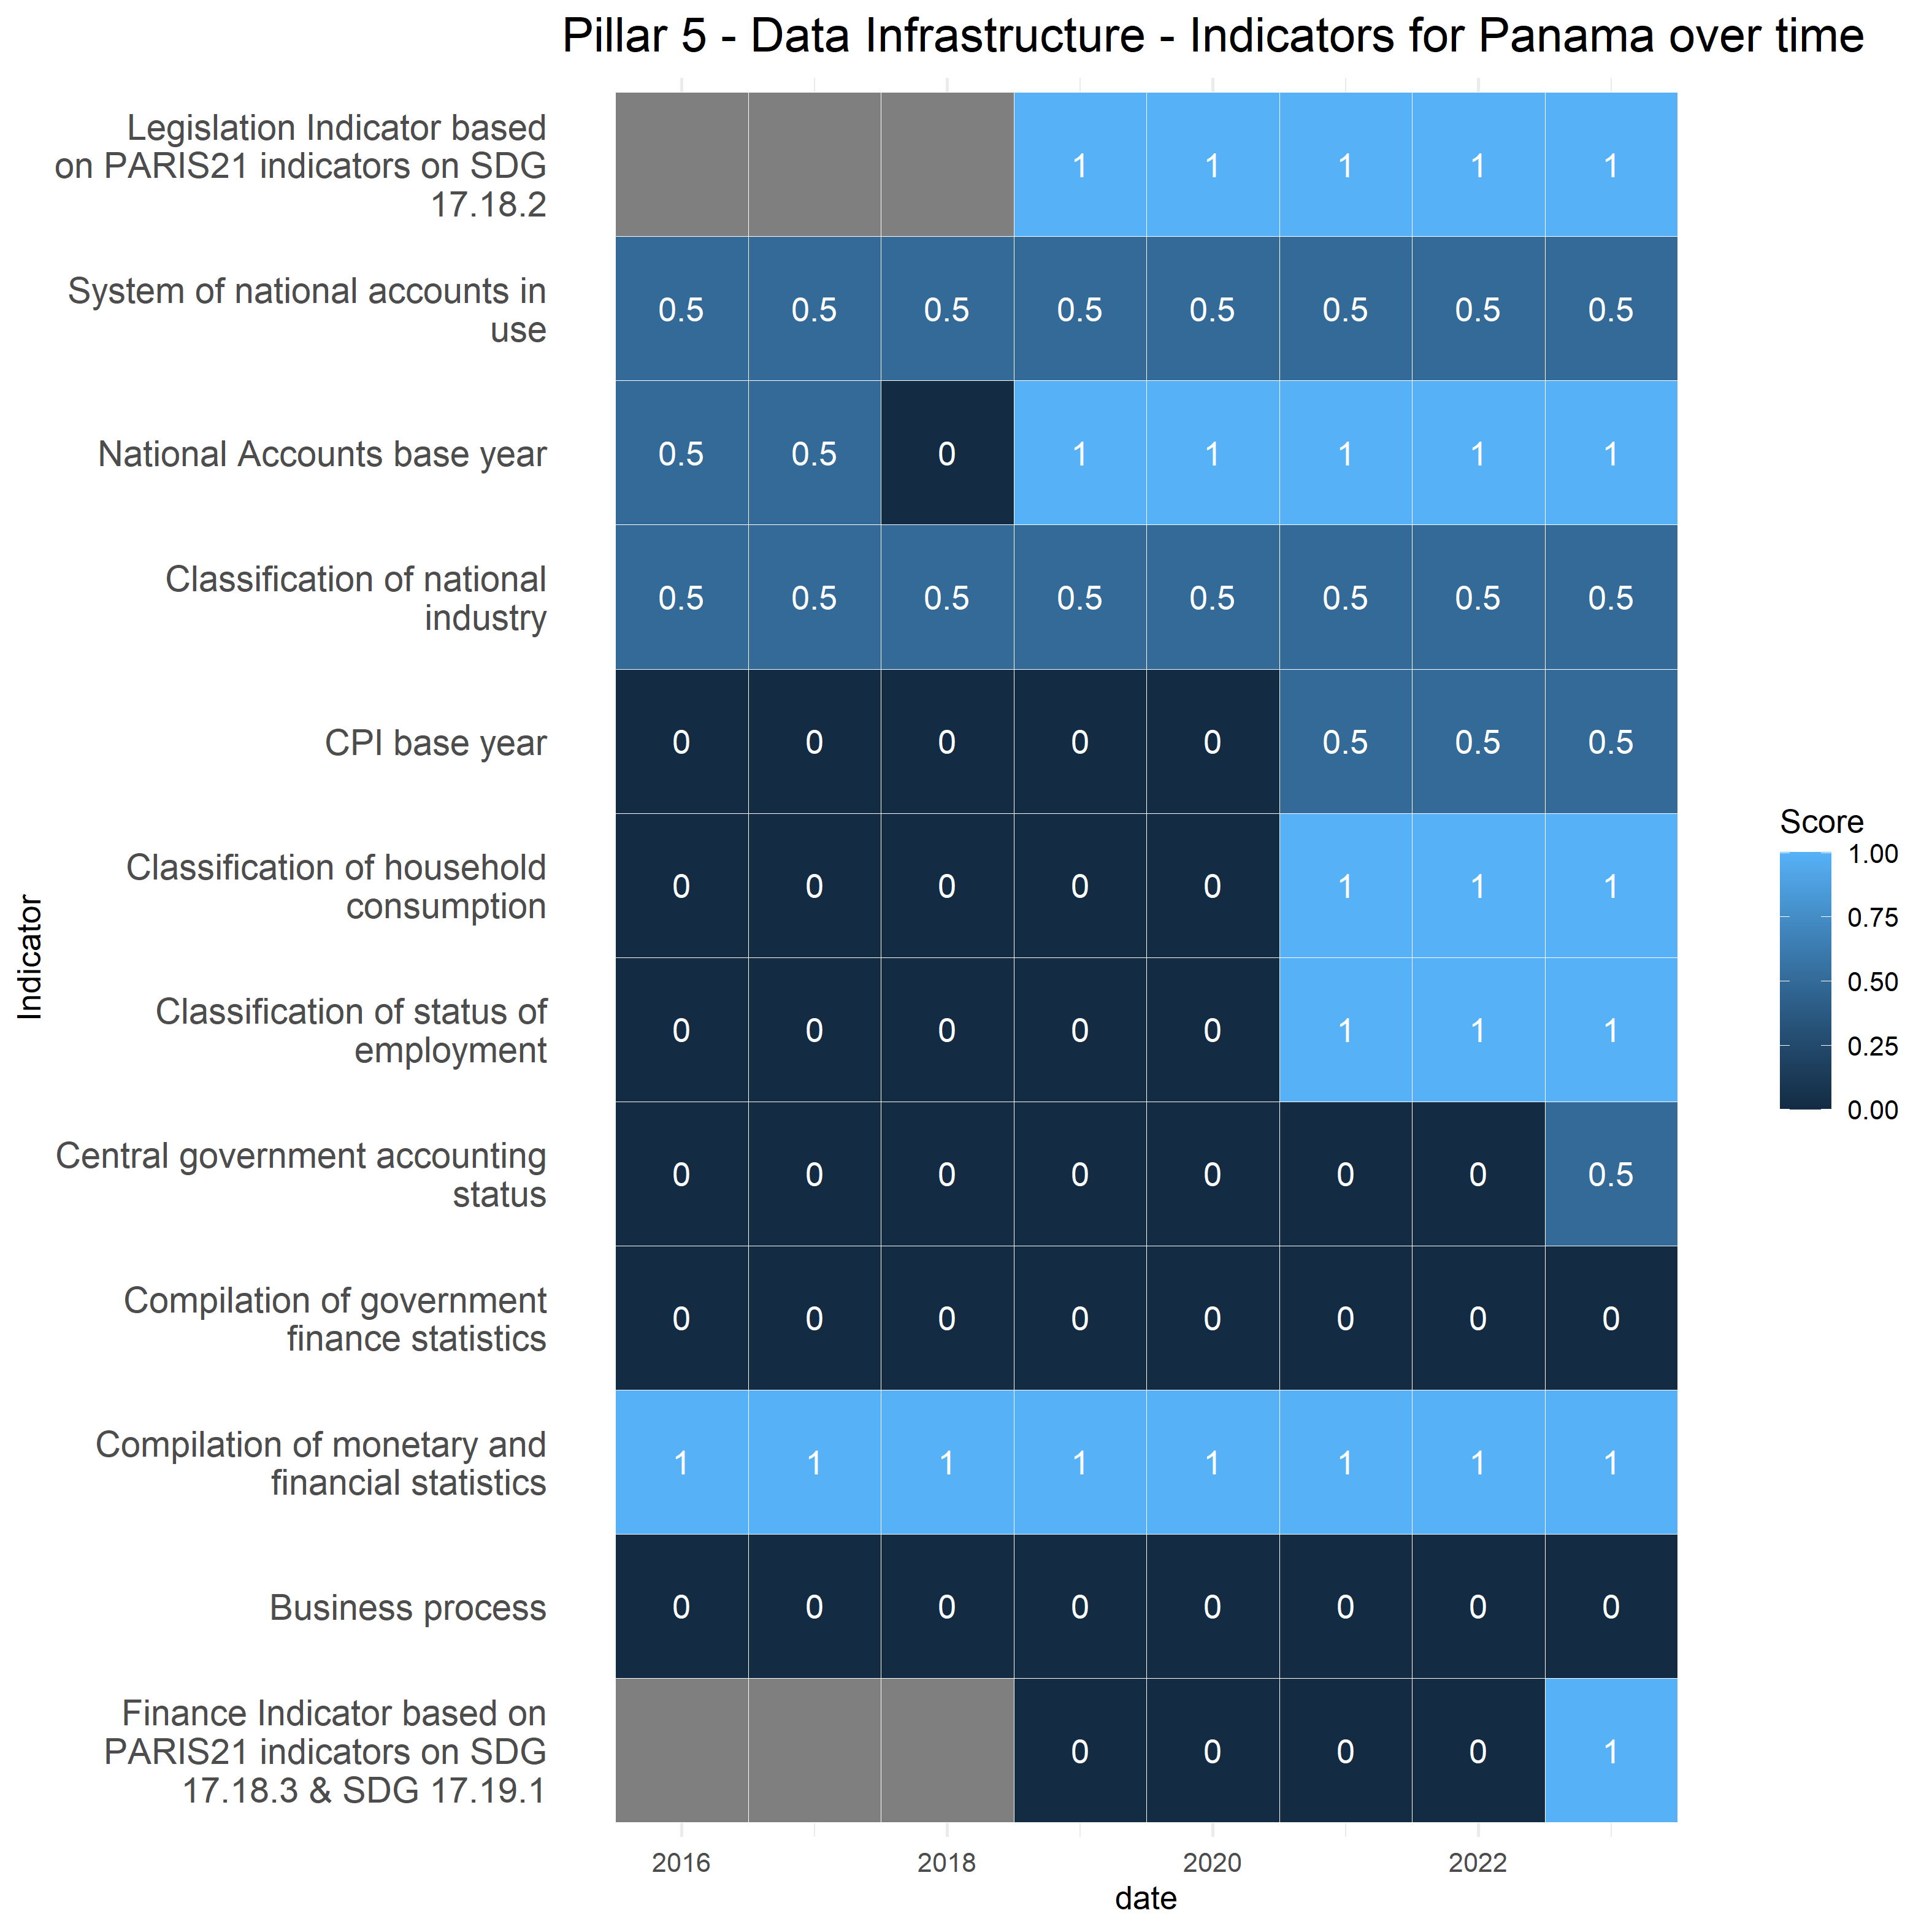 Pillar 5 - Data Infrastructure - Indicators for Panama over time
Indicator
Legislation Indicator based
on PARIS21 indicators on SDG
17.18.2
1 1 1 1 1
System of national accounts in
use
0.5 0.5 0.5 0.5 0.5 0.5 0.5 0.5
National Accounts base year
0.5 0.5 0 1 1 1 1 1
Classification of national
industry
0.5 0.5 0.5 0.5 0.5 0.5 0.5 0.5
CPI base year
0 0 0 0 0 0.5 0.5 0.5
Classification of household
consumption
0 0 0 0 0 1 1 1
Classification of status of
employment
0 0 0 0 0 1 1 1
Central government accounting
status
0 0 0 0 0 0 0 0.5
Compilation of government
finance statistics
0 0 0 0 0 0 0 0
Compilation of monetary and
financial statistics
1 1 1 1 1 1 1 1
Business process
0 0 0 0 0 0 0 0
Finance Indicator based on
PARIS21 indicators on SDG
17.18.3 & SDG 17.19.1
0 0 0 0 1
2016 2018 2020 2022
date
Score
1.00
0.75
0.50
0.25
0.00